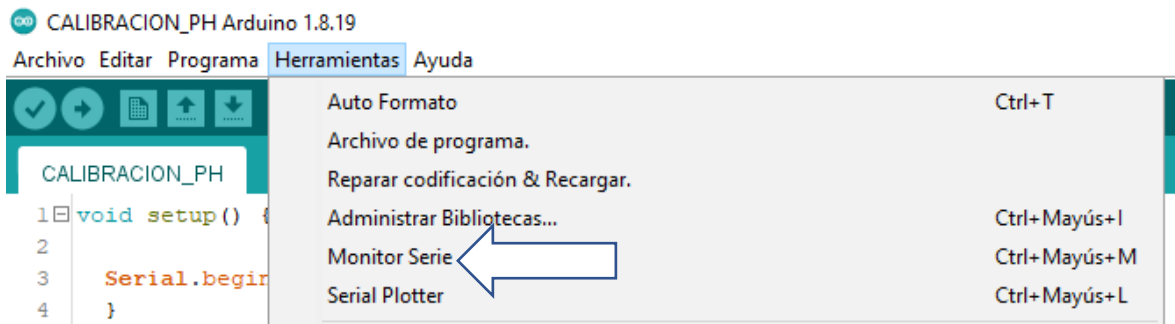 CALIBRACION_PH Arduino 1.8.19
Archivo Editar Programa Herramientas Ayuda
Auto Formato Ctrl+T
Archivo de programa.
CALIBRACION_PH
Reparar codificación & Recargar.
1 void setup() {
Administrar Bibliotecas... Ctrl+Mayús+I
2
Monitor Serie Ctrl+Mayús+M
3 Serial.begin
Serial Plotter Ctrl+Mayús+L
4 }